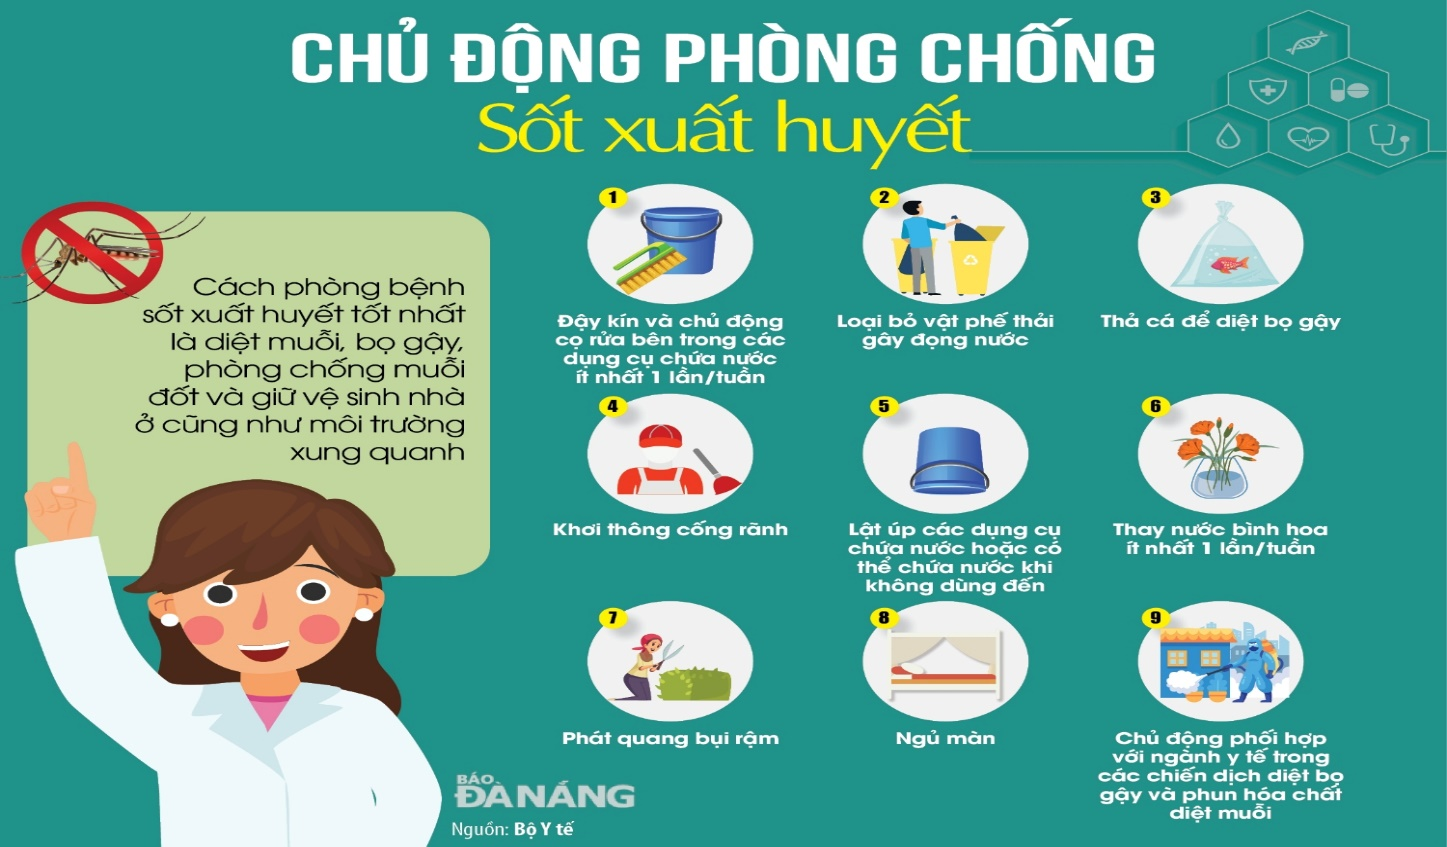 CHỦ ĐỘNG PHÒNG CHỐNG
Sốt xuất huyết
Cách phòng bệnh
sốt xuất huyết tốt nhất
là diệt muỗi, bọ gậy,
phòng chống muỗi
đốt và giữ vệ sinh nhà
ở cũng như môi trường
xung quanh
1
Đậy kín và chủ động
cọ rửa bên trong các
dụng cụ chứa nước
ít nhất 1 lần/tuần
2
Loại bỏ vật phế thải
gây đọng nước
3
Thả cá để diệt bọ gậy
4
Khơi thông cống rãnh
5
Lật úp các dụng cụ
chứa nước hoặc có
thể chứa nước khi
không dùng đến
6
Thay nước bình hoa
ít nhất 1 lần/tuần
7
Phát quang bụi rậm
8
Ngủ màn
9
Chủ động phối hợp
với ngành y tế trong
các chiến dịch diệt bọ
gậy và phun hóa chất
diệt muỗi
BÁO
ĐÀ NẴNG
Nguồn: Bộ Y tế